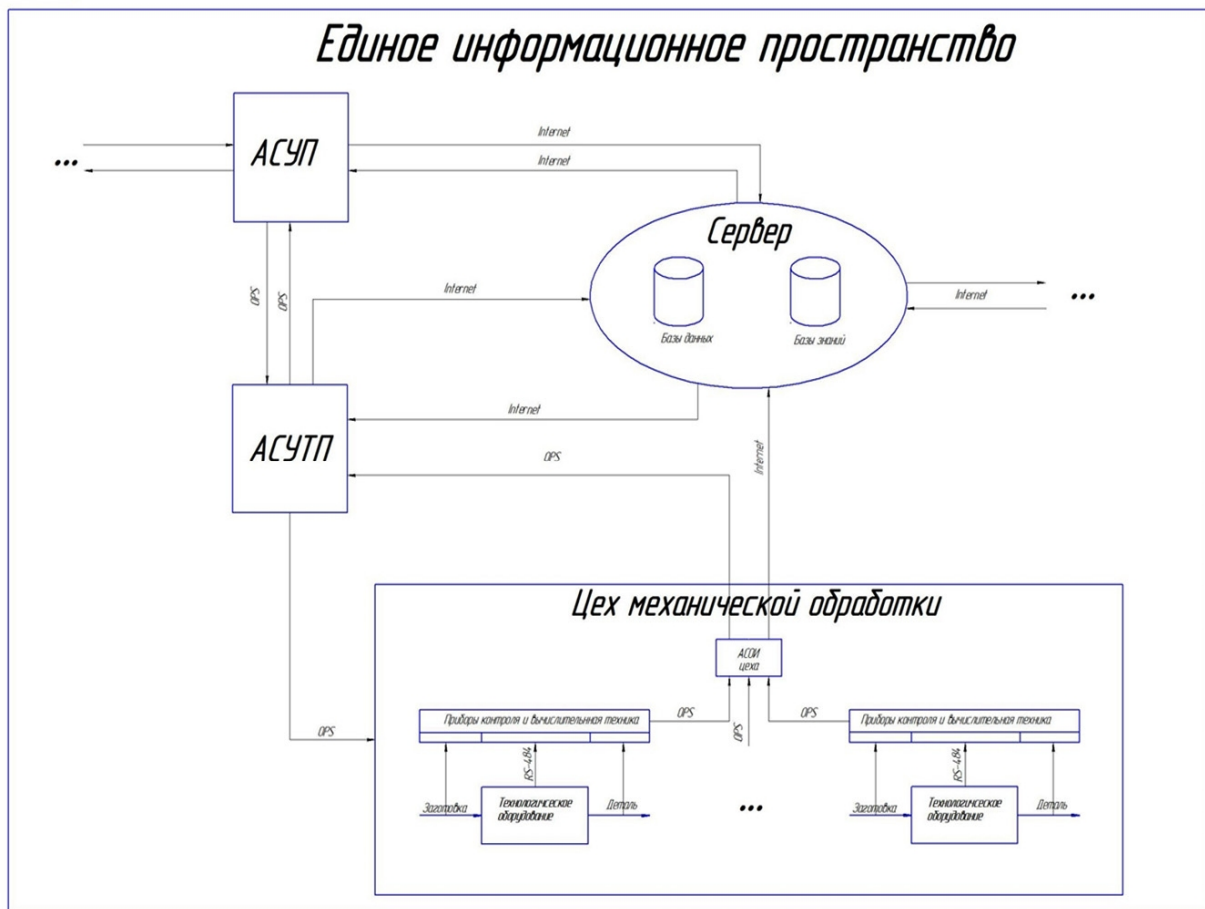 Единое информационное пространство
Internet
АСУП
...
Internet
Сервер
OPS
OPS
Internet
Internet
...
Базы данных
Базы знаний
Internet
АСУТП
OPS
Internet
Цех механической обработки
АСОИ
цеха
Приборы контроля и вычислительная техника
OPS
OPS
OPS
Приборы контроля и вычислительная техника
OPS
RS-484
RS-484
Заготовка
Технологическое
оборудование
Деталь
...
Заготовка
Технологическое
оборудование
Деталь